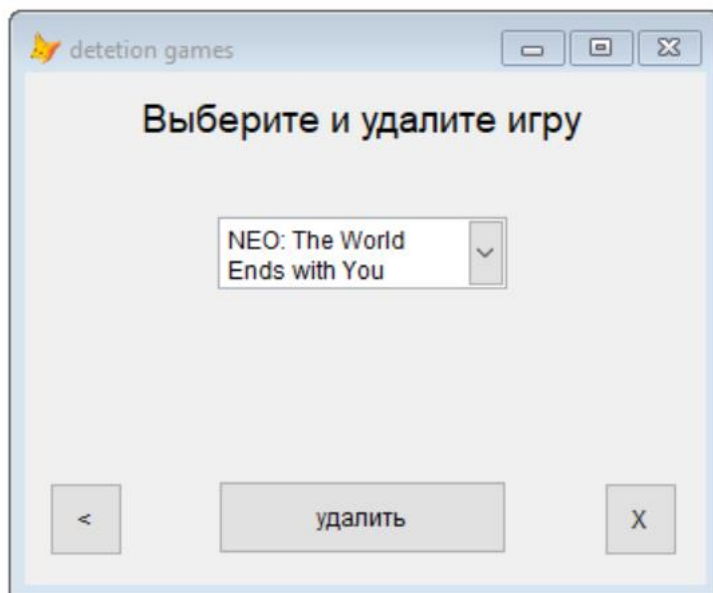 detetion games
Выберите и удалите игру
NEO: The World
Ends with You
<
удалить
X